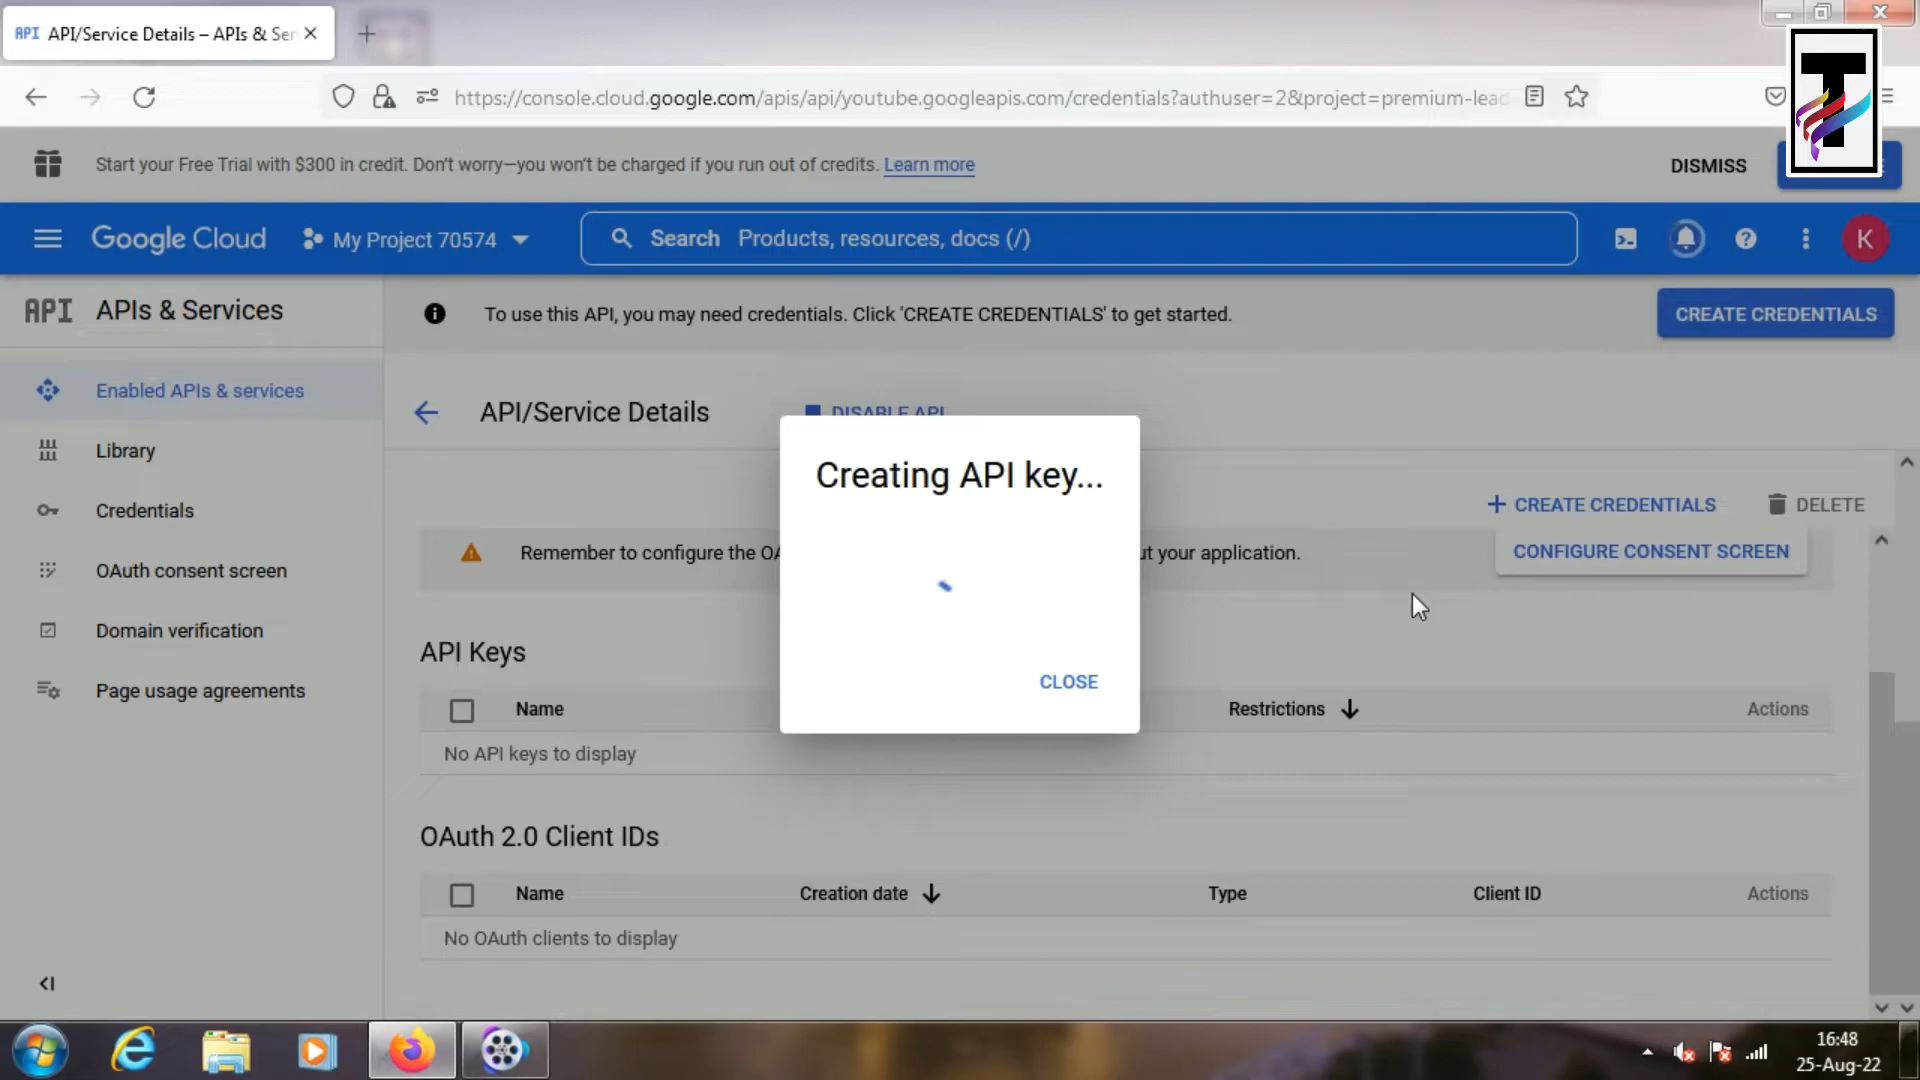 API API/Service Details – APIs & Ser
https://console.cloud.google.com/apis/api/youtube.googleapis.com/credentials?authuser=2&project=premium-lead
T
Start your Free Trial with $300 in credit. Don't worry—you won't be charged if you run out of credits. Learn more
DISMISS
Google Cloud
My Project 70574
Search Products, resources, docs (/)
K
API APIs & Services
To use this API, you may need credentials. Click 'CREATE CREDENTIALS' to get started.
CREATE CREDENTIALS
Enabled APIs & services
Library
Credentials
OAuth consent screen
Domain verification
Page usage agreements
API/Service Details
DISABLE API
CREATE CREDENTIALS
DELETE
Remember to configure the OA
ut your application.
CONFIGURE CONSENT SCREEN
Creating API key...
CLOSE
API Keys
Name
Restrictions
Actions
No API keys to display
OAuth 2.0 Client IDs
Name
Creation date
Type
Client ID
Actions
No OAuth clients to display
16:48
25-Aug-22